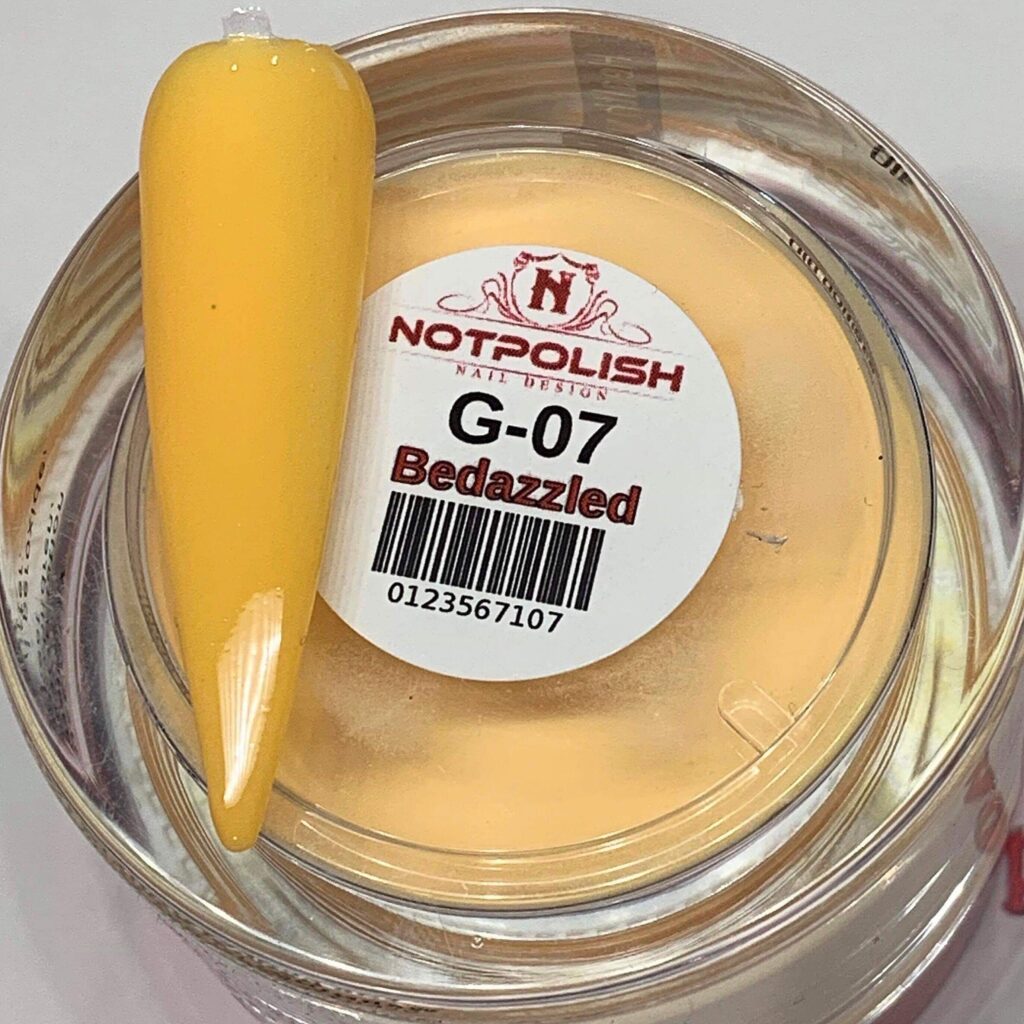 N
NOTPOLISH
NAIL DESIGN
G-07
Bedazzled
0123567107